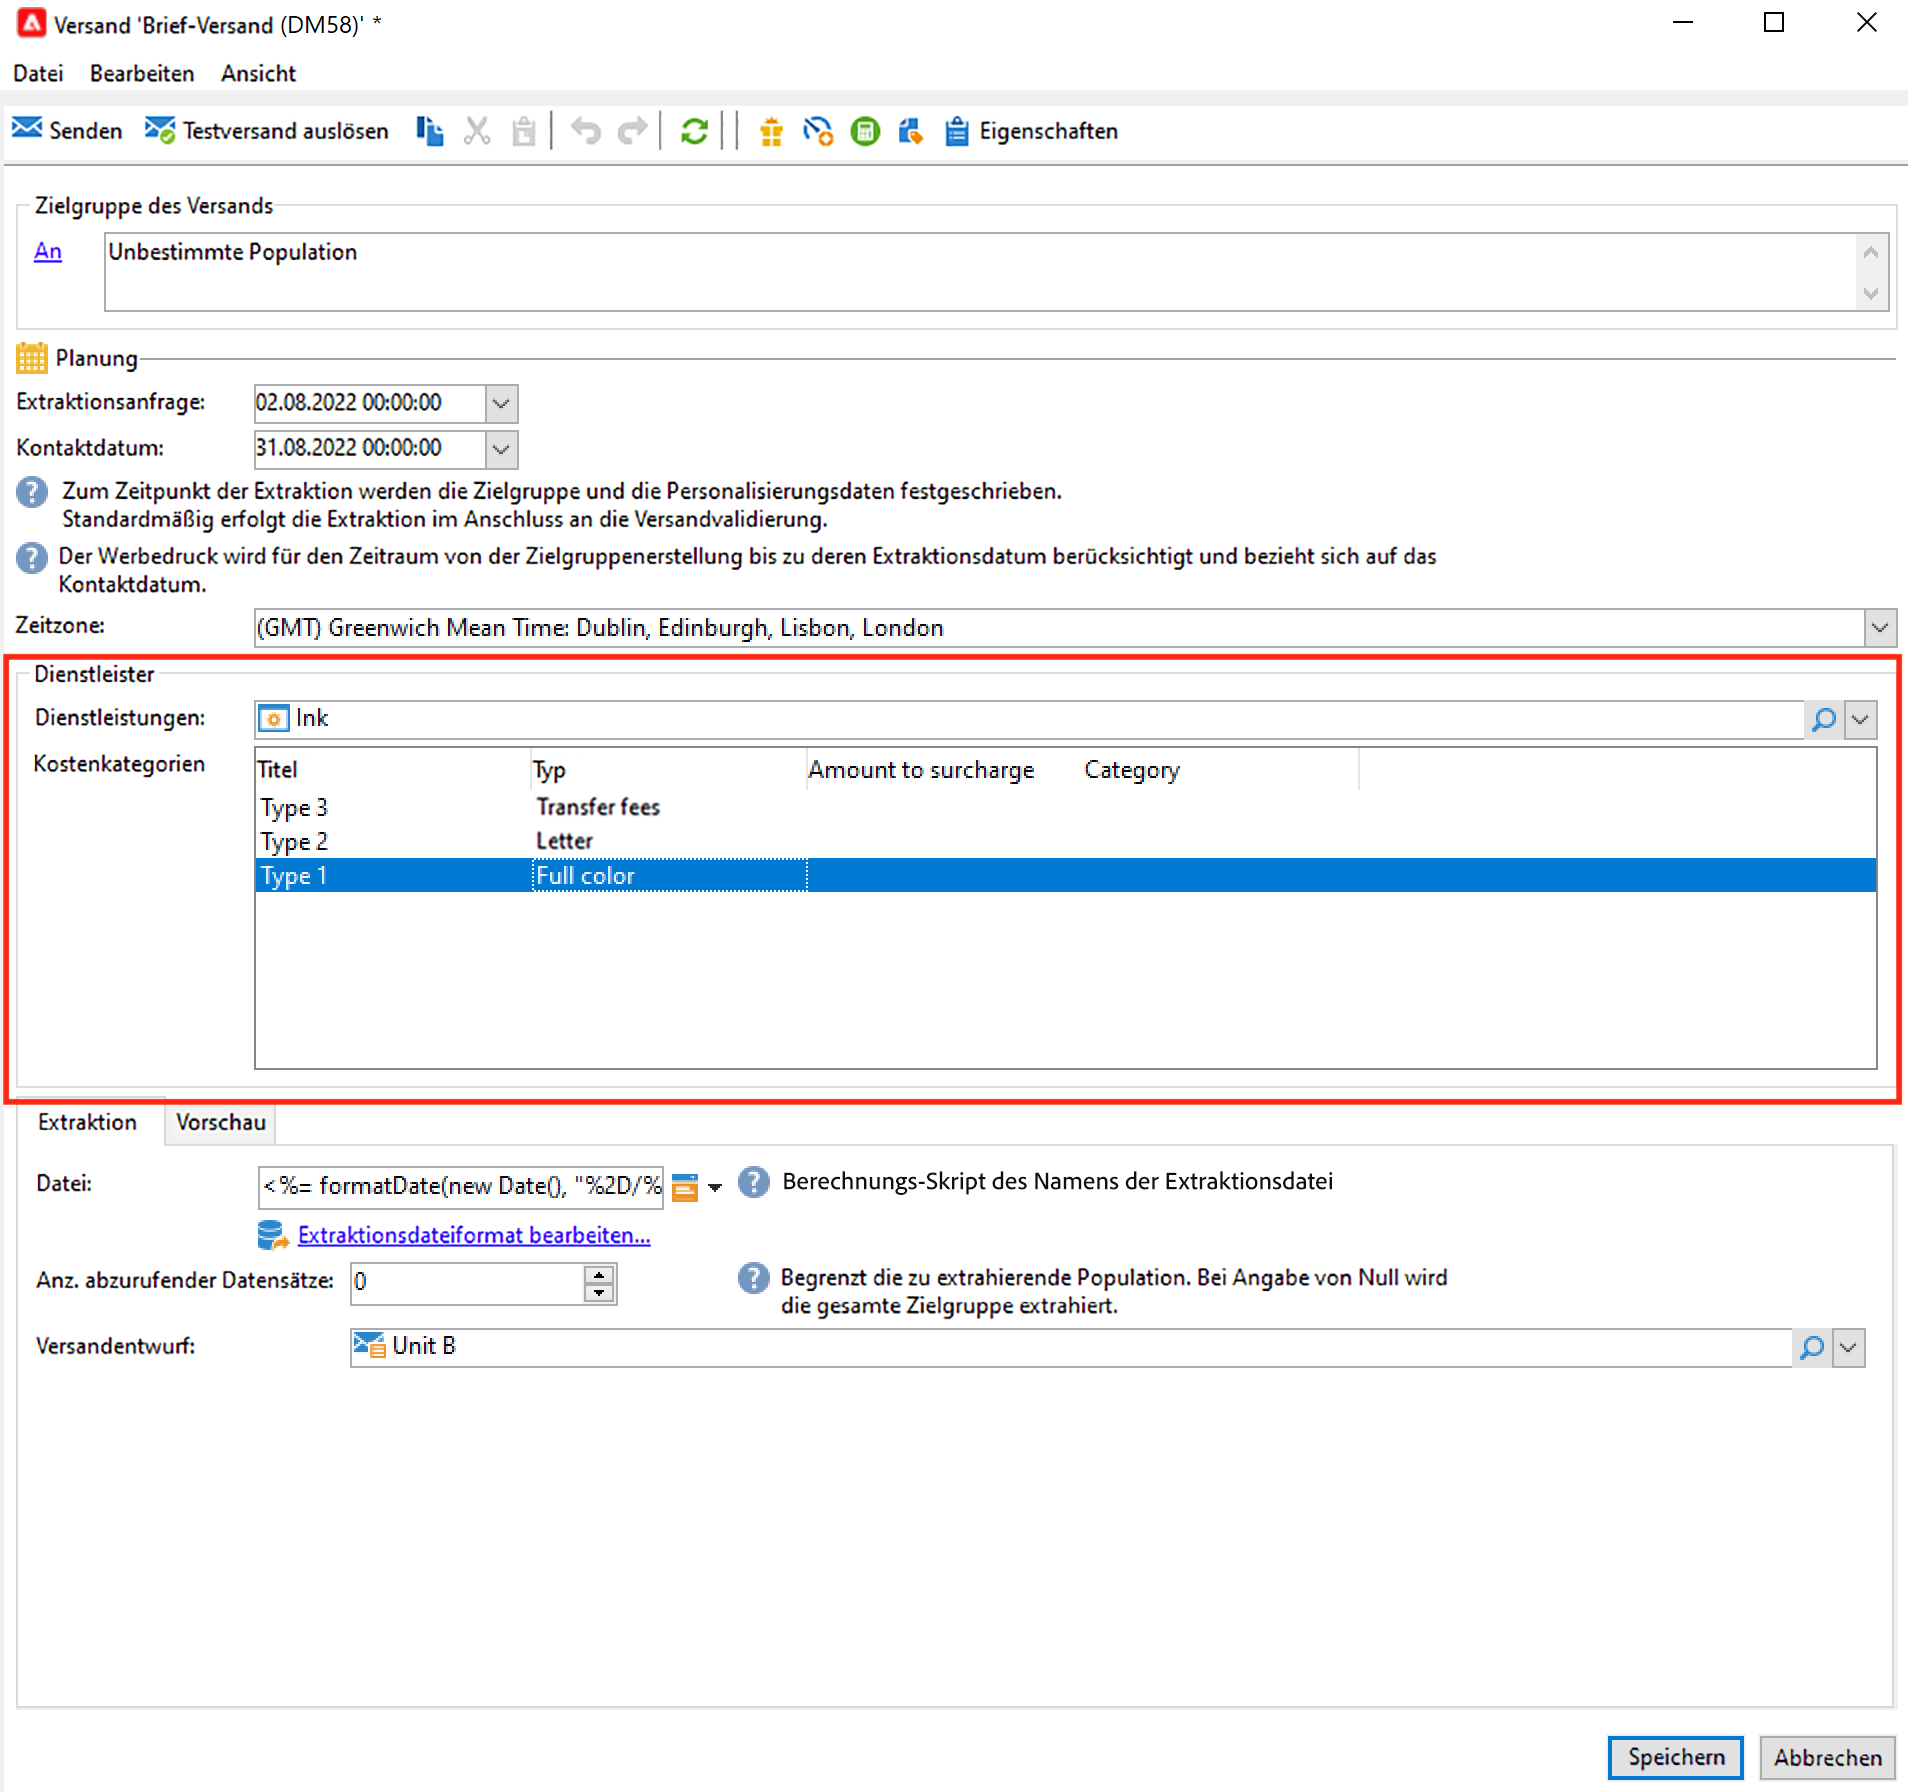 Versand 'Brief-Versand (DM58)' *
Datei Bearbeiten Ansicht
Senden Testversand auslösen Eigenschaften
Zielgruppe des Versands
An Unbestimmte Population
Planung
Extraktionsanfrage: 02.08.2022 00:00:00
Kontaktdatum: 31.08.2022 00:00:00
Zum Zeitpunkt der Extraktion werden die Zielgruppe und die Personalisierungsdaten festgeschrieben.
Standardmäßig erfolgt die Extraktion im Anschluss an die Versandvalidierung.
Der Werbedruck wird für den Zeitraum von der Zielgruppenerstellung bis zu deren Extraktionsdatum berücksichtigt und bezieht sich auf das
Kontaktdatum.
Zeitzone: (GMT) Greenwich Mean Time: Dublin, Edinburgh, Lisbon, London
Dienstleister
Dienstleistungen: Ink
Kostenkategorien Titel Typ Amount to surcharge Category
Type 3 Transfer fees
Type 2 Letter
Type 1 Full color
Extraktion Vorschau
Datei: <%= formatDate(new Date(), "%2D/% Berechnungs-Skript des Namens der Extraktionsdatei
Extraktionsdateiformat bearbeiten...
Anz. abzurufender Datensätze: 0 Begrenzt die zu extrahierende Population. Bei Angabe von Null wird
die gesamte Zielgruppe extrahiert.
Versandentwurf: Unit B
Speichern Abbrechen